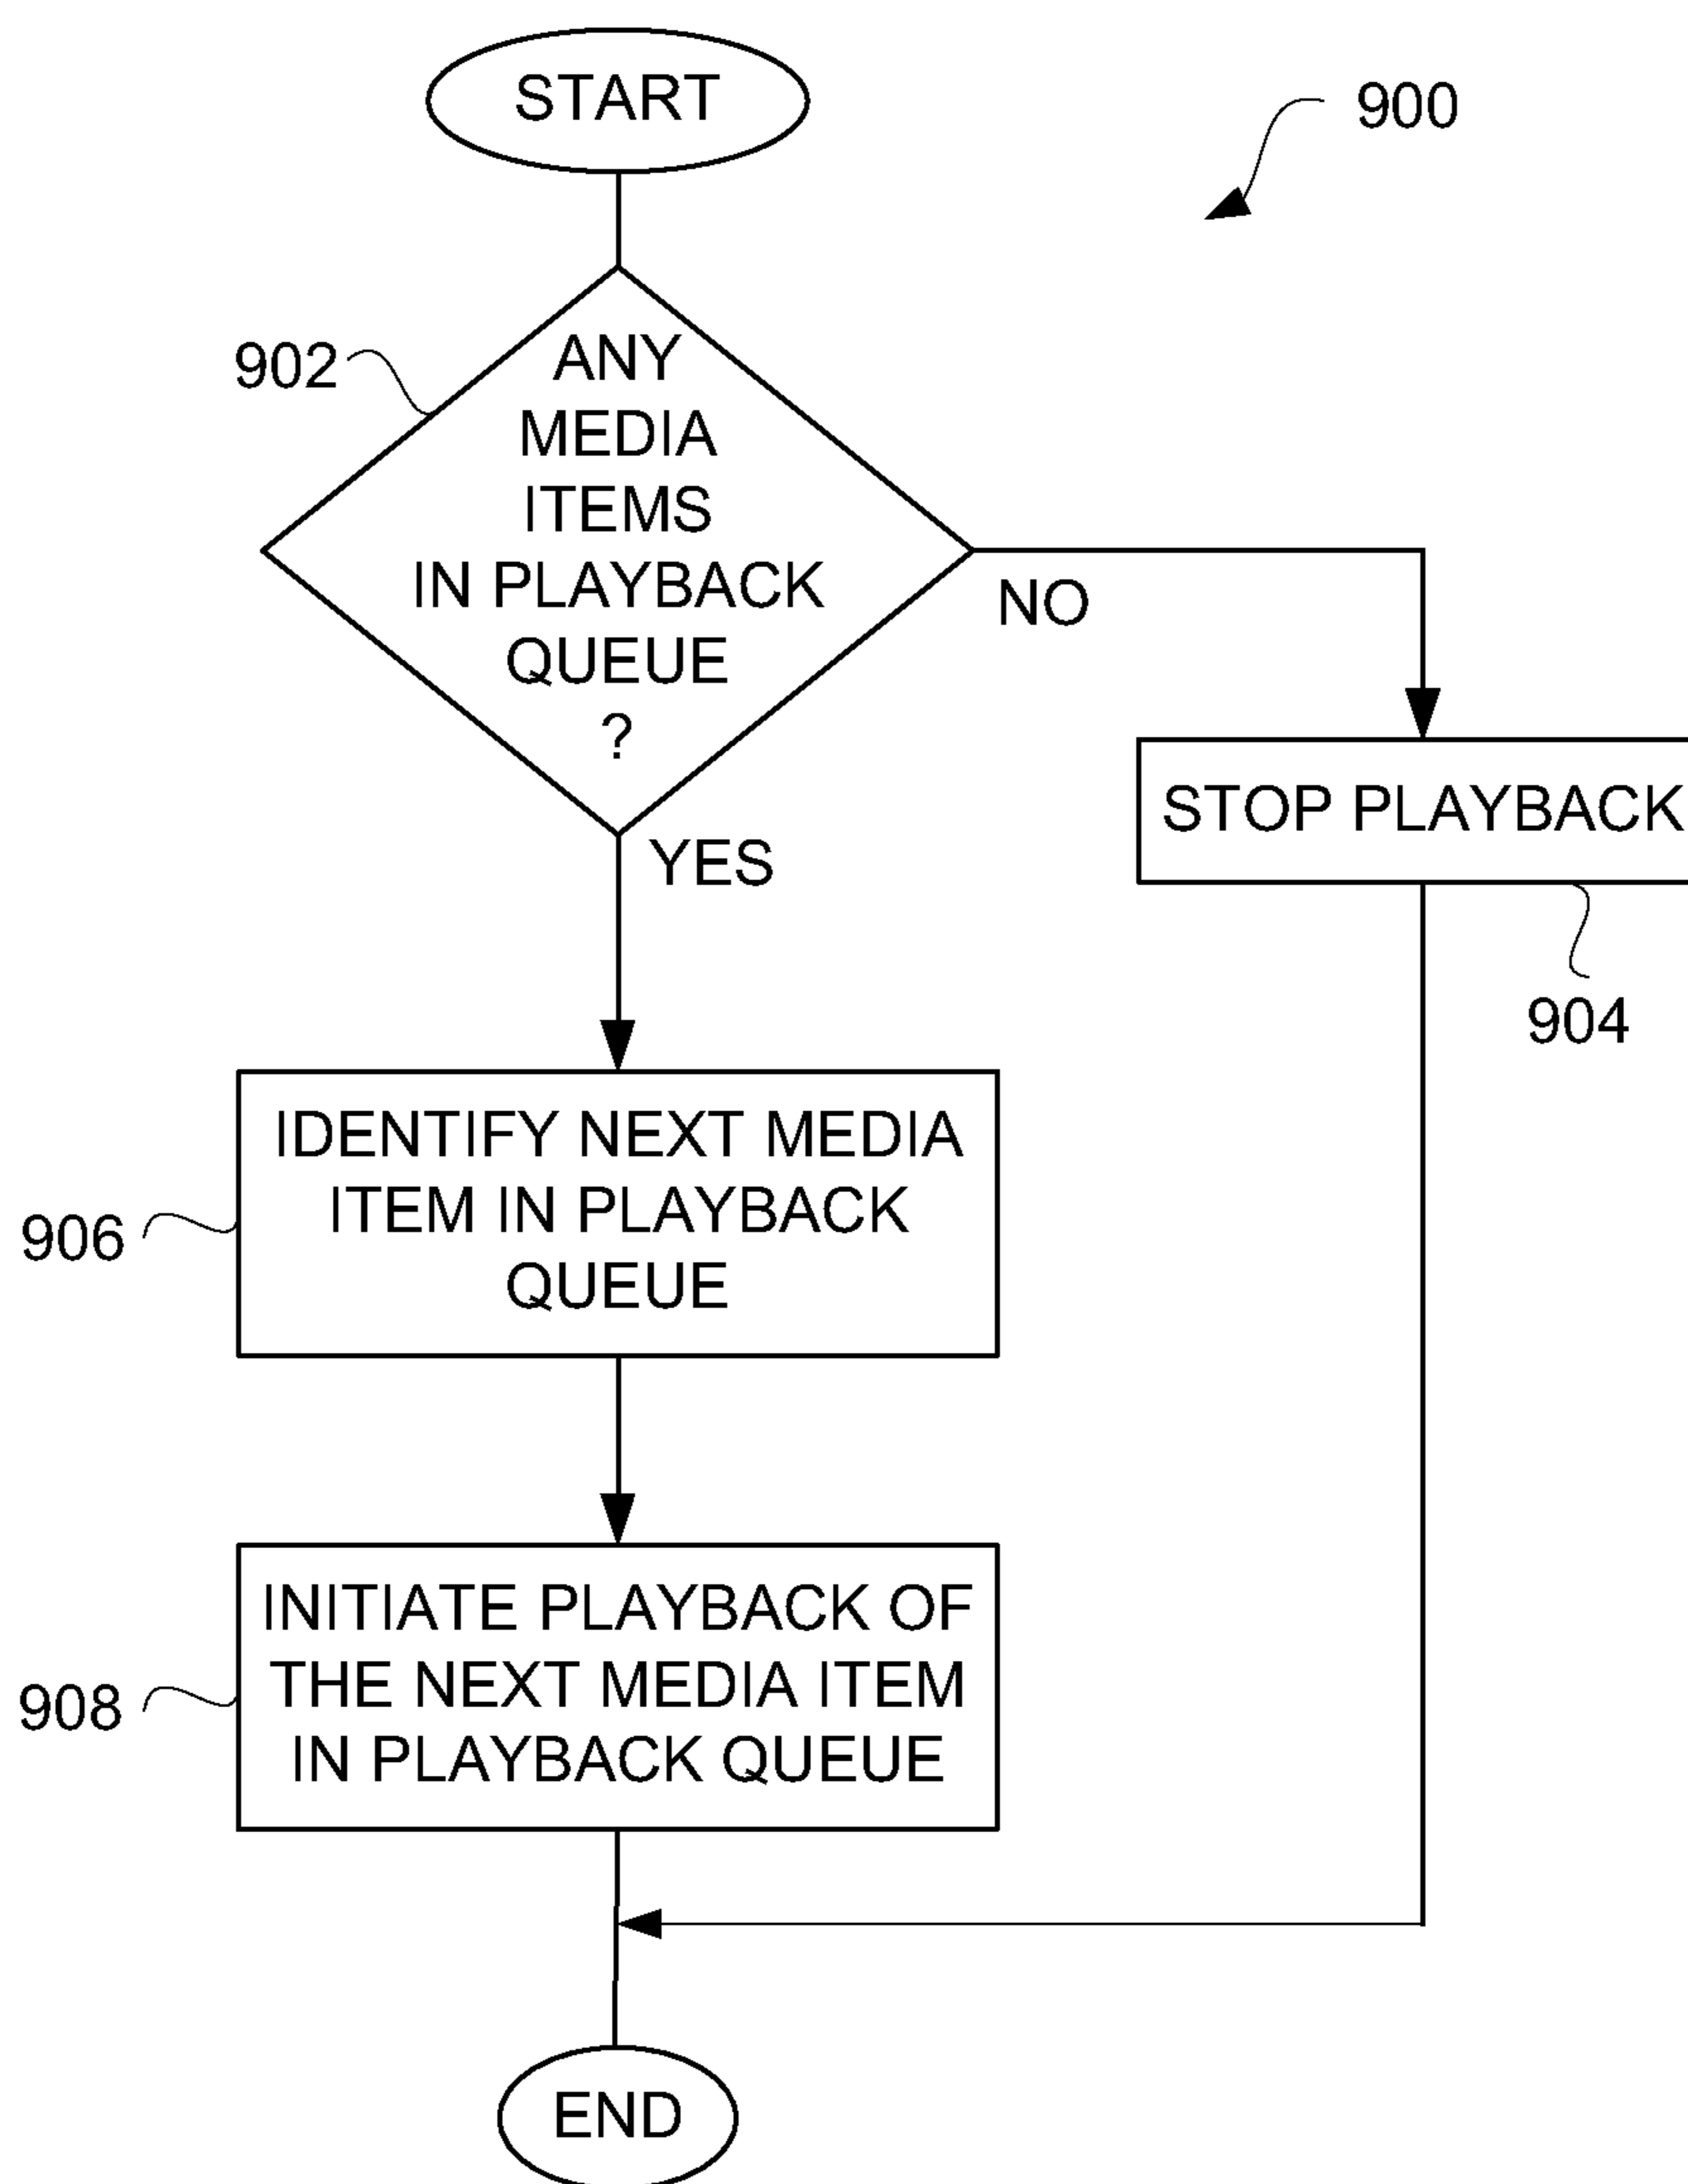 START
900
902
ANY
MEDIA
ITEMS
IN PLAYBACK
QUEUE
?
NO
YES
STOP PLAYBACK
904
IDENTIFY NEXT MEDIA
ITEM IN PLAYBACK
QUEUE
906
INITIATE PLAYBACK OF
THE NEXT MEDIA ITEM
IN PLAYBACK QUEUE
908
END